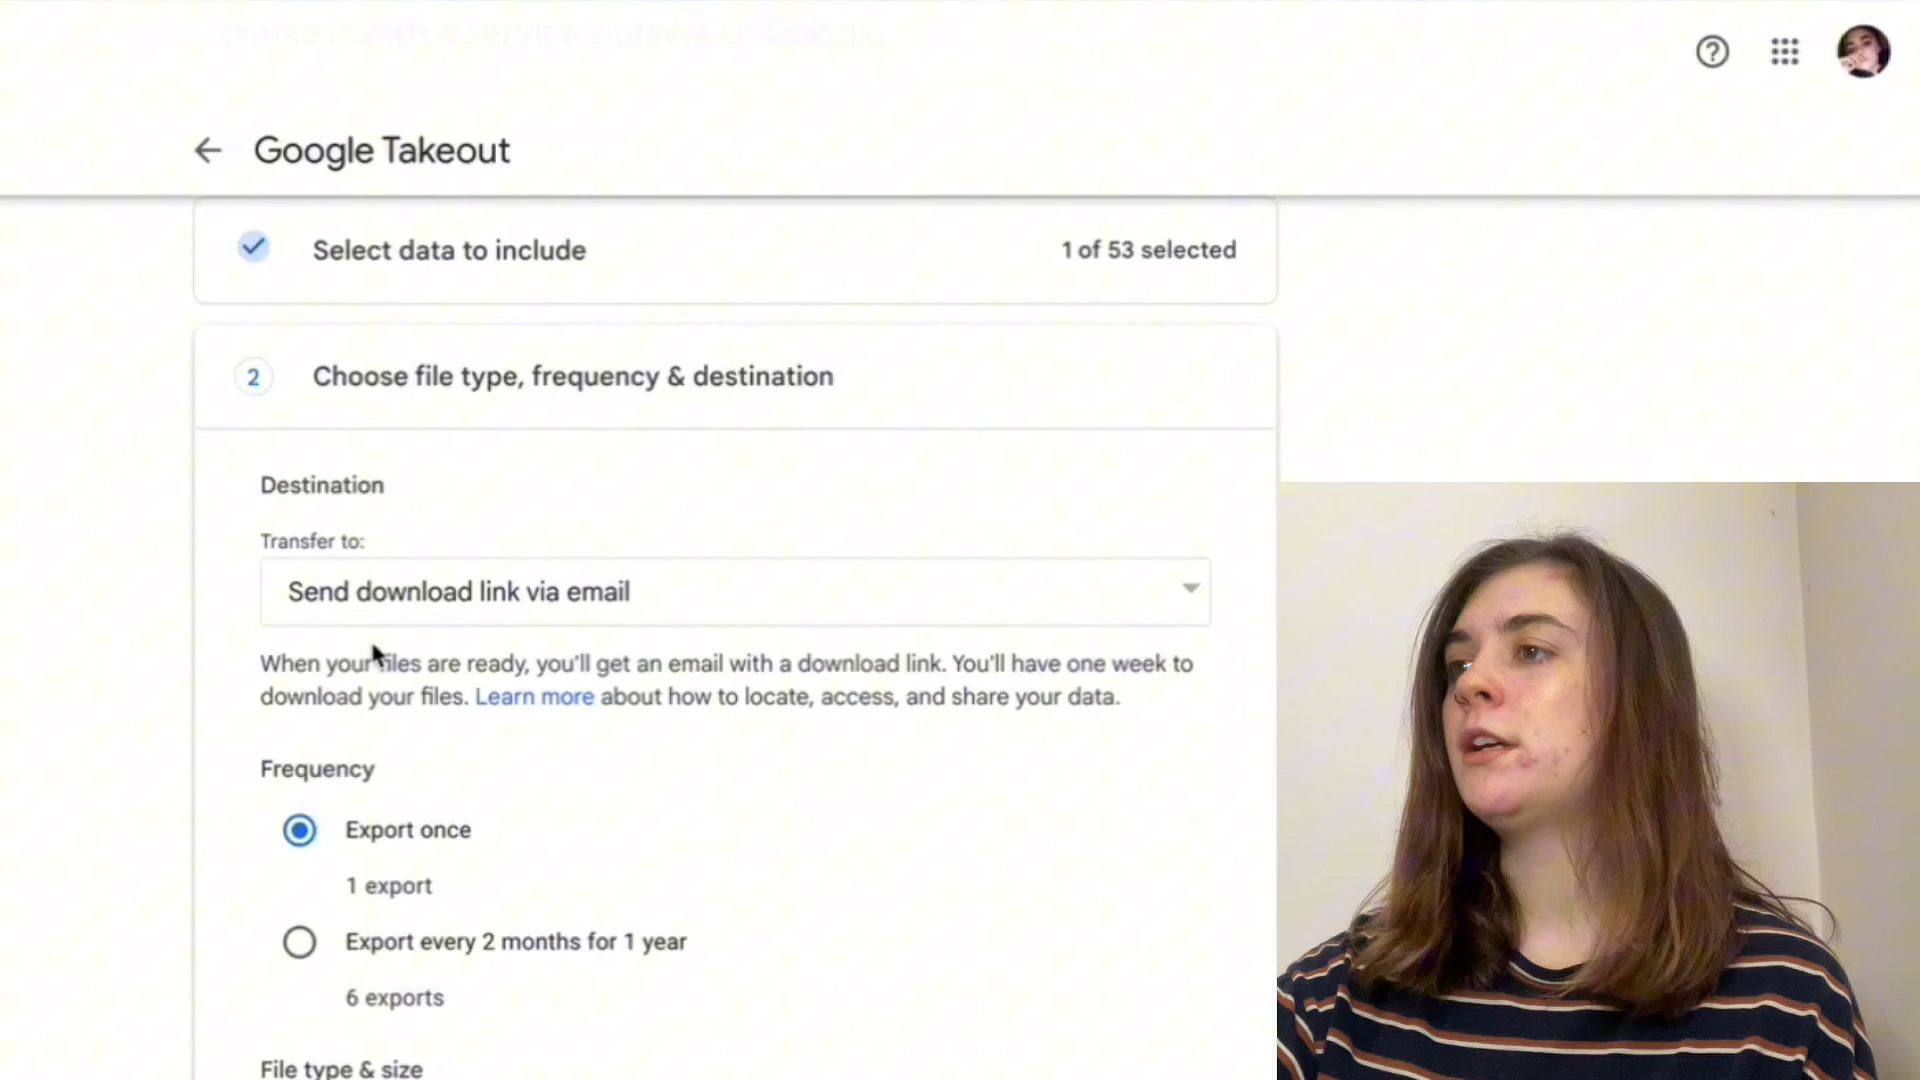 Google Takeout
Select data to include
1 of 53 selected
2
Choose file type, frequency & destination
Destination
Transfer to:
Send download link via email
When your files are ready, you'll get an email with a download link. You'll have one week to
download your files. Learn more about how to locate, access, and share your data.
Frequency
Export once
1 export
Export every 2 months for 1 year
6 exports
File type & size